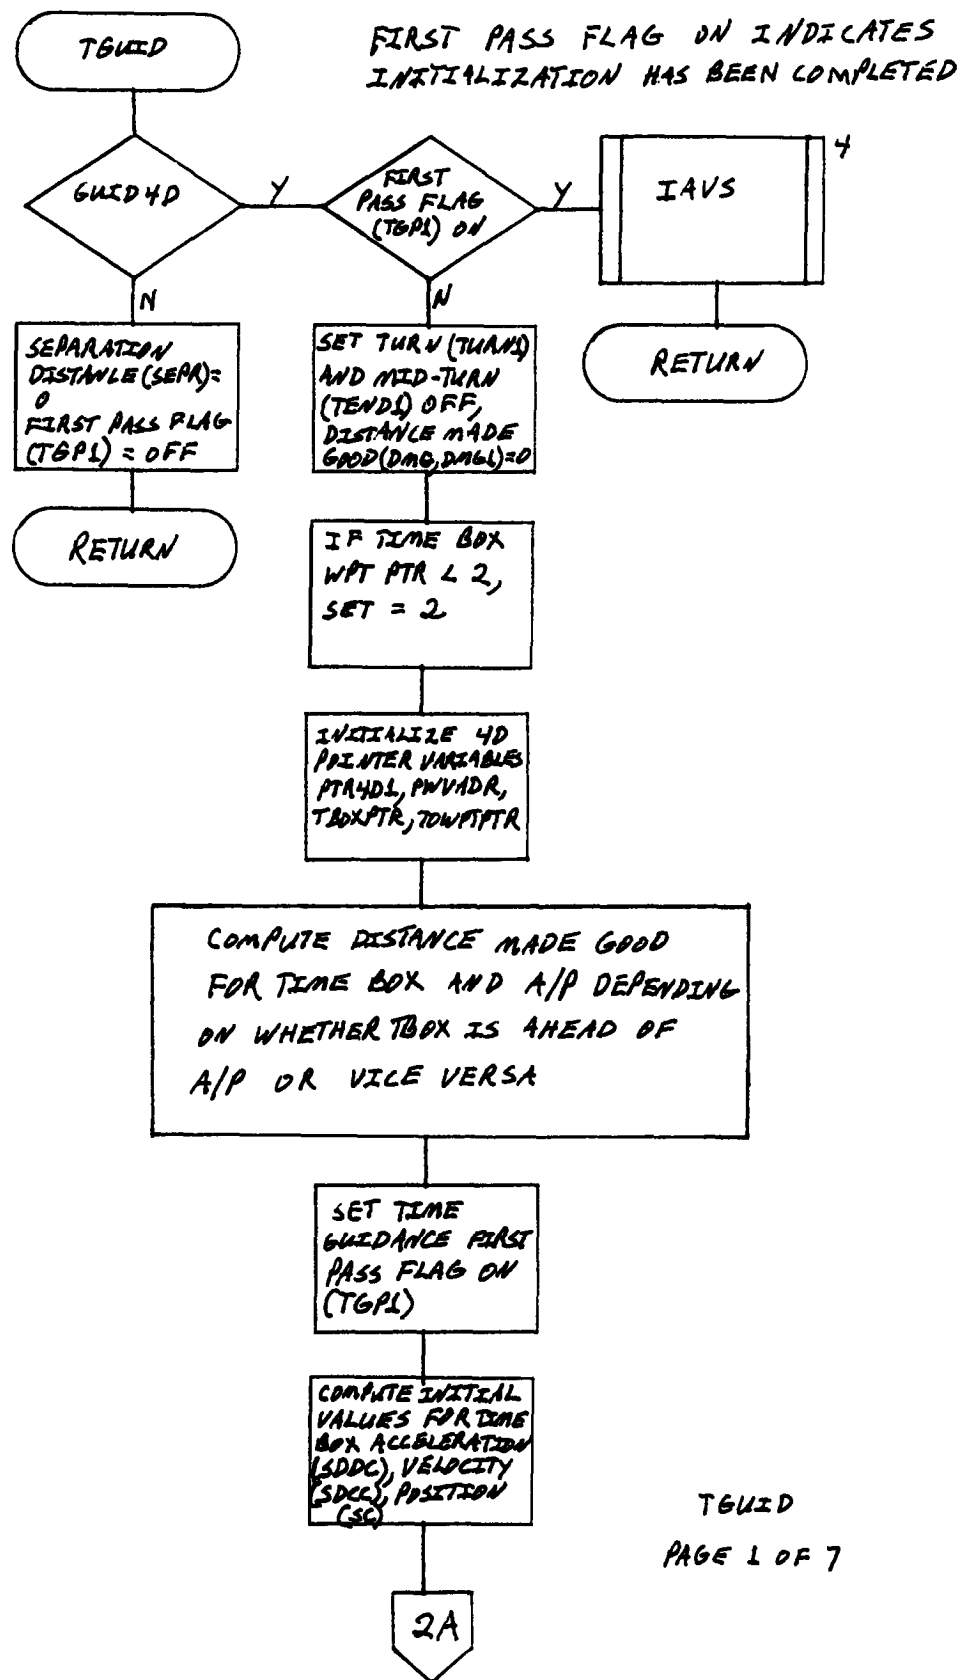 FIRST PASS FLAG ON INDICATES
INITIALIZATION HAS BEEN COMPLETED
TGUID
GUID4D
Y
FIRST
PASS FLAG
(TGP1) ON
Y
IAVS
4
N
N
RETURN
SEPARATION
DISTANCE (SEPR)=
0
FIRST PASS FLAG
(TGP1) = OFF
RETURN
SET TURN (TURN1)
AND MID-TURN
(TEND1) OFF,
DISTANCE MADE
GOOD(DMG,DMG1)=0
IF TIME BOX
WPT PTR < 2,
SET = 2
INITIALIZE 4D
POINTER VARIABLES
PTR4D1, PWVADR,
TBOXPTR, TOWPTPTR
COMPUTE DISTANCE MADE GOOD
FOR TIME BOX AND A/P DEPENDING
ON WHETHER TBOX IS AHEAD OF
A/P OR VICE VERSA
SET TIME
GUIDANCE FIRST
PASS FLAG ON
(TGP1)
COMPUTE INITIAL
VALUES FOR TIME
BOX ACCELERATION
(SDDC), VELOCITY
(SDCC), POSITION
(SC)
TGUID
PAGE 1 OF 7
2A